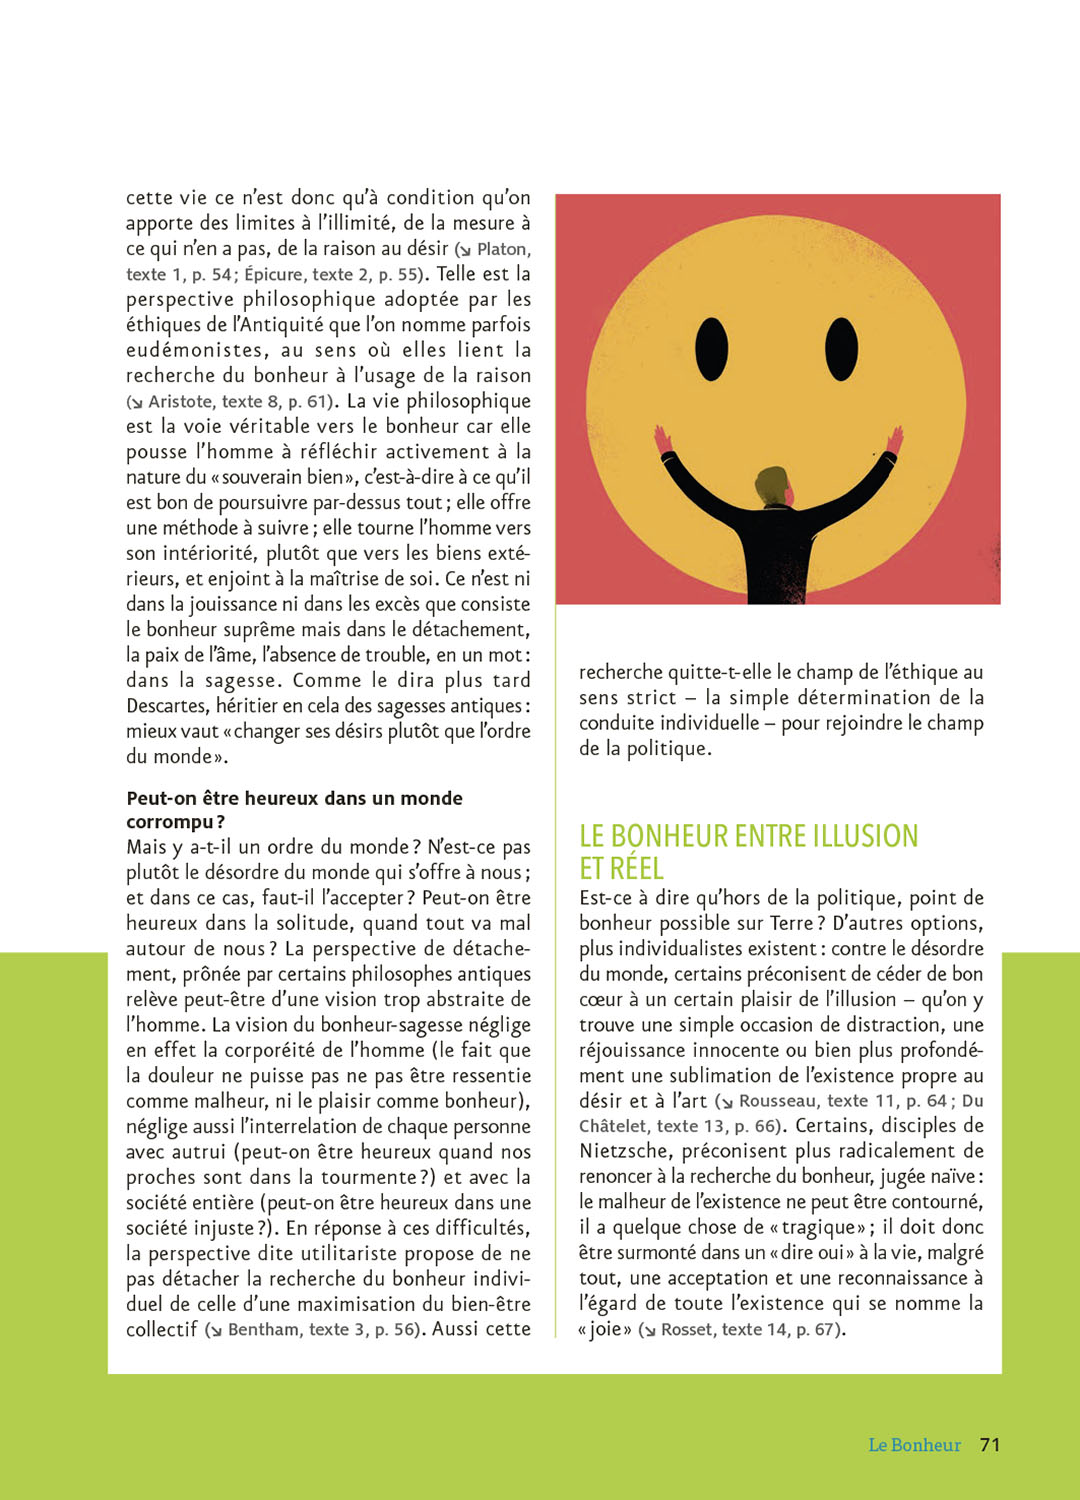 cette vie ce n’est donc qu’à condition qu’on
apporte des limites à l’illimité, de la mesure à
ce qui n’en a pas, de la raison au désir (↘ Platon,
texte 1, p. 54 ; Épicure, texte 2, p. 55). Telle est la
perspective philosophique adoptée par les
éthiques de l’Antiquité que l’on nomme parfois
eudémonistes, au sens où elles lient la
recherche du bonheur à l’usage de la raison
(↘ Aristote, texte 8, p. 61). La vie philosophique
est la voie véritable vers le bonheur car elle
pousse l’homme à réfléchir activement à la
nature du « souverain bien », c’est-à-dire à ce qu’il
est bon de poursuivre par-dessus tout ; elle offre
une méthode à suivre ; elle tourne l’homme vers
son intériorité, plutôt que vers les biens exté-
rieurs, et enjoint à la maîtrise de soi. Ce n’est ni
dans la jouissance ni dans les excès que consiste
le bonheur suprême mais dans le détachement,
la paix de l’âme, l’absence de trouble, en un mot :
dans la sagesse. Comme le dira plus tard
Descartes, héritier en cela des sagesses antiques :
mieux vaut « changer ses désirs plutôt que l’ordre
du monde ».
Peut-on être heureux dans un monde
corrompu ?
Mais y a-t-il un ordre du monde ? N’est-ce pas
plutôt le désordre du monde qui s’offre à nous ;
et dans ce cas, faut-il l’accepter ? Peut-on être
heureux dans la solitude, quand tout va mal
autour de nous ? La perspective de détache-
ment, prônée par certains philosophes antiques
relève peut-être d’une vision trop abstraite de
l’homme. La vision du bonheur-sagesse néglige
en effet la corporéité de l’homme (le fait que
la douleur ne puisse pas ne pas être ressentie
comme malheur, ni le plaisir comme bonheur),
néglige aussi l’interrelation de chaque personne
avec autrui (peut-on être heureux quand nos
proches sont dans la tourmente ?) et avec la
société entière (peut-on être heureux dans une
société injuste ?). En réponse à ces difficultés,
la perspective dite utilitariste propose de ne
pas détacher la recherche du bonheur indivi-
duel de celle d’une maximisation du bien-être
collectif (↘ Bentham, texte 3, p. 56). Aussi cette
recherche quitte-t-elle le champ de l’éthique au
sens strict – la simple détermination de la
conduite individuelle – pour rejoindre le champ
de la politique.
LE BONHEUR ENTRE ILLUSION
ET RÉEL
Est-ce à dire qu’hors de la politique, point de
bonheur possible sur Terre ? D’autres options,
plus individualistes existent : contre le désordre
du monde, certains préconisent de céder de bon
cœur à un certain plaisir de l’illusion – qu’on y
trouve une simple occasion de distraction, une
réjouissance innocente ou bien plus profondé-
ment une sublimation de l’existence propre au
désir et à l’art (↘ Rousseau, texte 11, p. 64 ; Du
Châtelet, texte 13, p. 66). Certains, disciples de
Nietzsche, préconisent plus radicalement de
renoncer à la recherche du bonheur, jugée naïve :
le malheur de l’existence ne peut être contourné,
il a quelque chose de « tragique » ; il doit donc
être surmonté dans un « dire oui » à la vie, malgré
tout, une acceptation et une reconnaissance à
l’égard de toute l’existence qui se nomme la
« joie » (↘ Rosset, texte 14, p. 67).
Le Bonheur 71